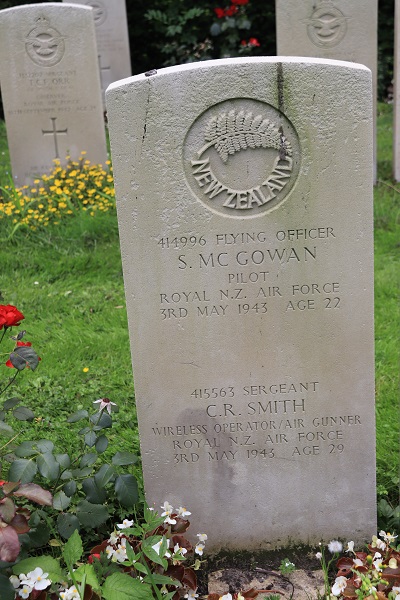 NEW ZEALAND
414996 FLYING OFFICER
S. MC GOWAN
PILOT
ROYAL N.Z. AIR FORCE
3RD MAY 1943 AGE 22
415563 SERGEANT
C.R. SMITH
WIRELESS OPERATOR/AIR GUNNER
ROYAL N.Z. AIR FORCE
3RD MAY 1943 AGE 29